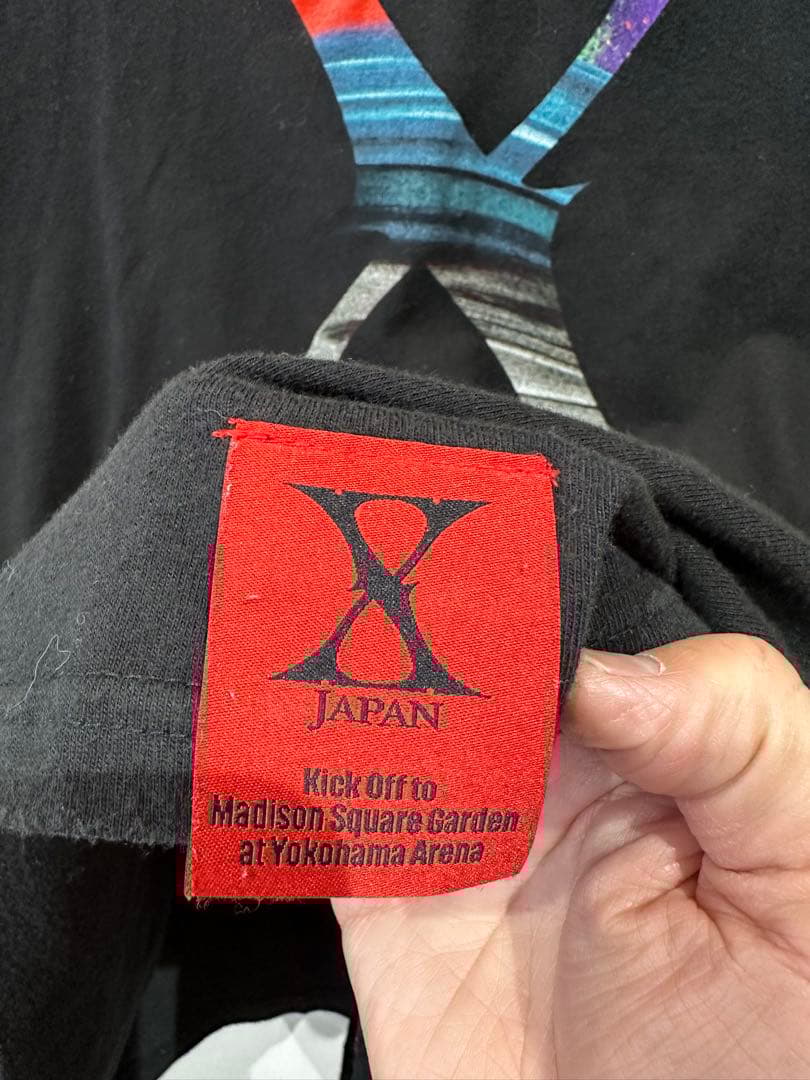 X
JAPAN
Kick Off to
Madison Square Garden
at Yokohama Arena